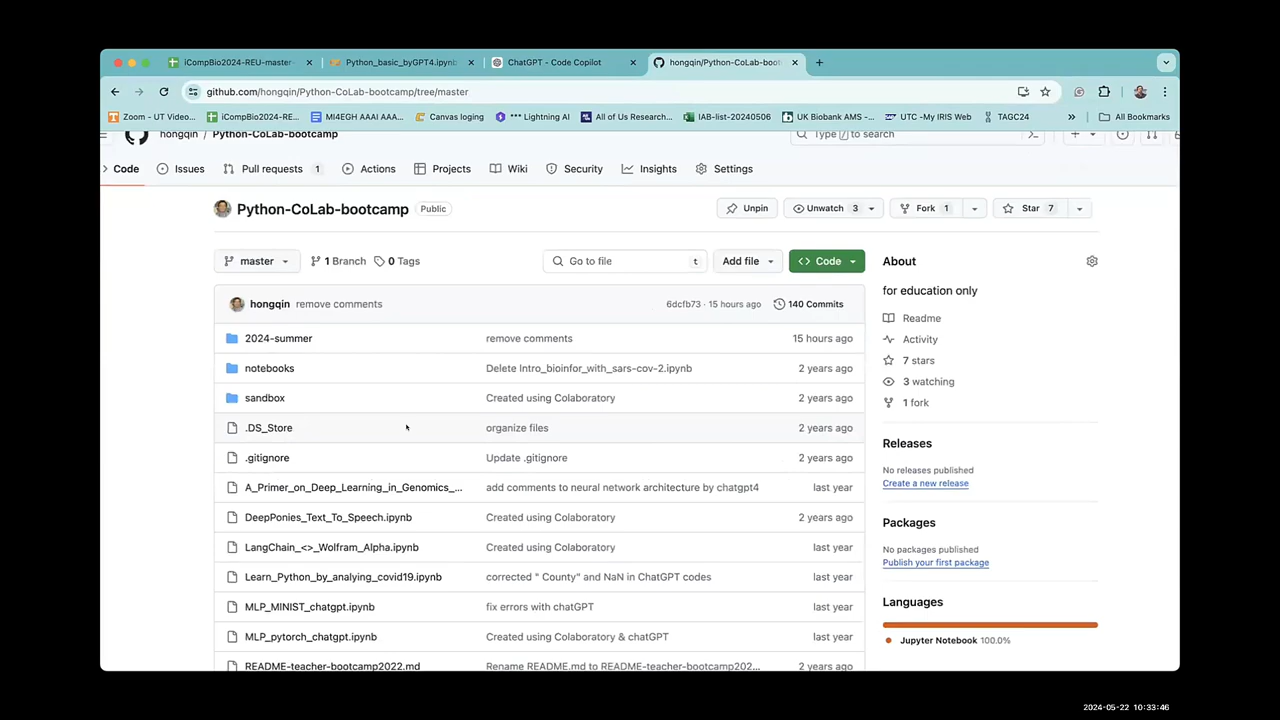 iCompBio2024-REU-master-
Python_basic_byGPT4.ipynb
ChatGPT - Code Copilot
hongqin/Python-CoLab-boot
github.com/hongqin/Python-CoLab-bootcamp/tree/master
Zoom - UT Video...
iCompBio2024-RE...
MI4EGH AAAI AAA...
Canvas loging
*** Lightning AI
All of Us Research...
IAB-list-20240506
UK Biobank AMS -...
UTC -My IRIS Web
TAGC24
All Bookmarks
hongqin / Python-CoLab-bootcamp
Type / to search
Code
Issues
Pull requests 1
Actions
Projects
Wiki
Security
Insights
Settings
Python-CoLab-bootcamp Public
Unpin
Unwatch 3
Fork 1
Star 7
master
1 Branch
0 Tags
Go to file t
Add file
<> Code
About
for education only
hongqin remove comments 6dcfb73 · 15 hours ago 140 Commits
Readme
2024-summer remove comments 15 hours ago
Activity
notebooks Delete Intro_bioinfor_with_sars-cov-2.ipynb 2 years ago
7 stars
3 watching
sandbox Created using Colaboratory 2 years ago
1 fork
.DS_Store organize files 2 years ago
Releases
.gitignore Update .gitignore 2 years ago
No releases published
Create a new release
A_Primer_on_Deep_Learning_in_Genomics_... add comments to neural network architecture by chatgpt4 last year
DeepPonies_Text_To_Speech.ipynb Created using Colaboratory 2 years ago
Packages
LangChain_<>_Wolfram_Alpha.ipynb Created using Colaboratory last year
No packages published
Publish your first package
Learn_Python_by_analying_covid19.ipynb corrected " County" and NaN in ChatGPT codes last year
Languages
MLP_MINIST_chatgpt.ipynb fix errors with chatGPT last year
MLP_pytorch_chatgpt.ipynb Created using Colaboratory & chatGPT last year
Jupyter Notebook 100.0%
README-teacher-bootcamp2022.md Rename README.md to README-teacher-bootcamp202... 2 years ago
2024-05-22 10:33:46